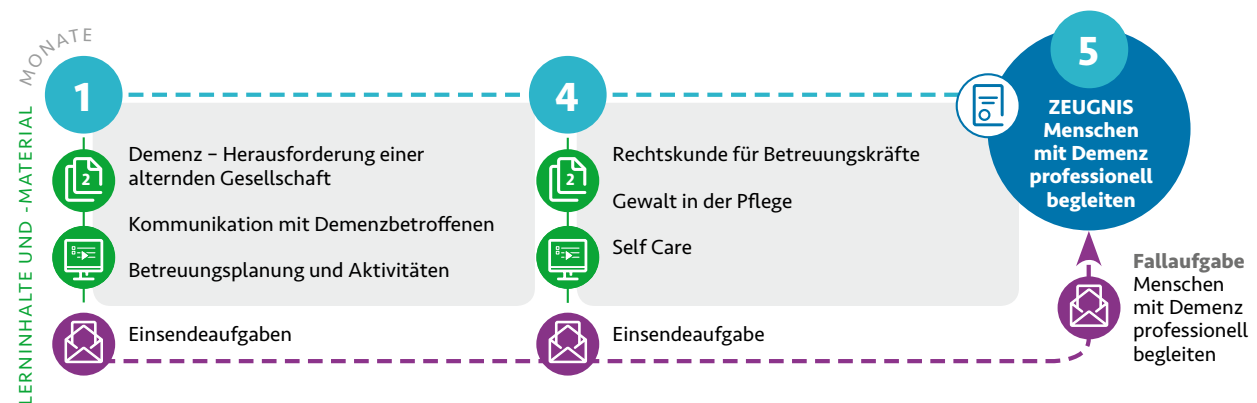 MONATE
LERNINHALTE UND -MATERIAL
1
2
Demenz – Herausforderung einer
alternden Gesellschaft
Kommunikation mit Demenzbetroffenen
Betreuungsplanung und Aktivitäten
Einsendeaufgaben
4
2
Rechtskunde für Betreuungskräfte
Gewalt in der Pflege
Self Care
Einsendeaufgabe
5
ZEUGNIS
Menschen
mit Demenz
professionell
begleiten
Fallaufgabe
Menschen
mit Demenz
professionell
begleiten